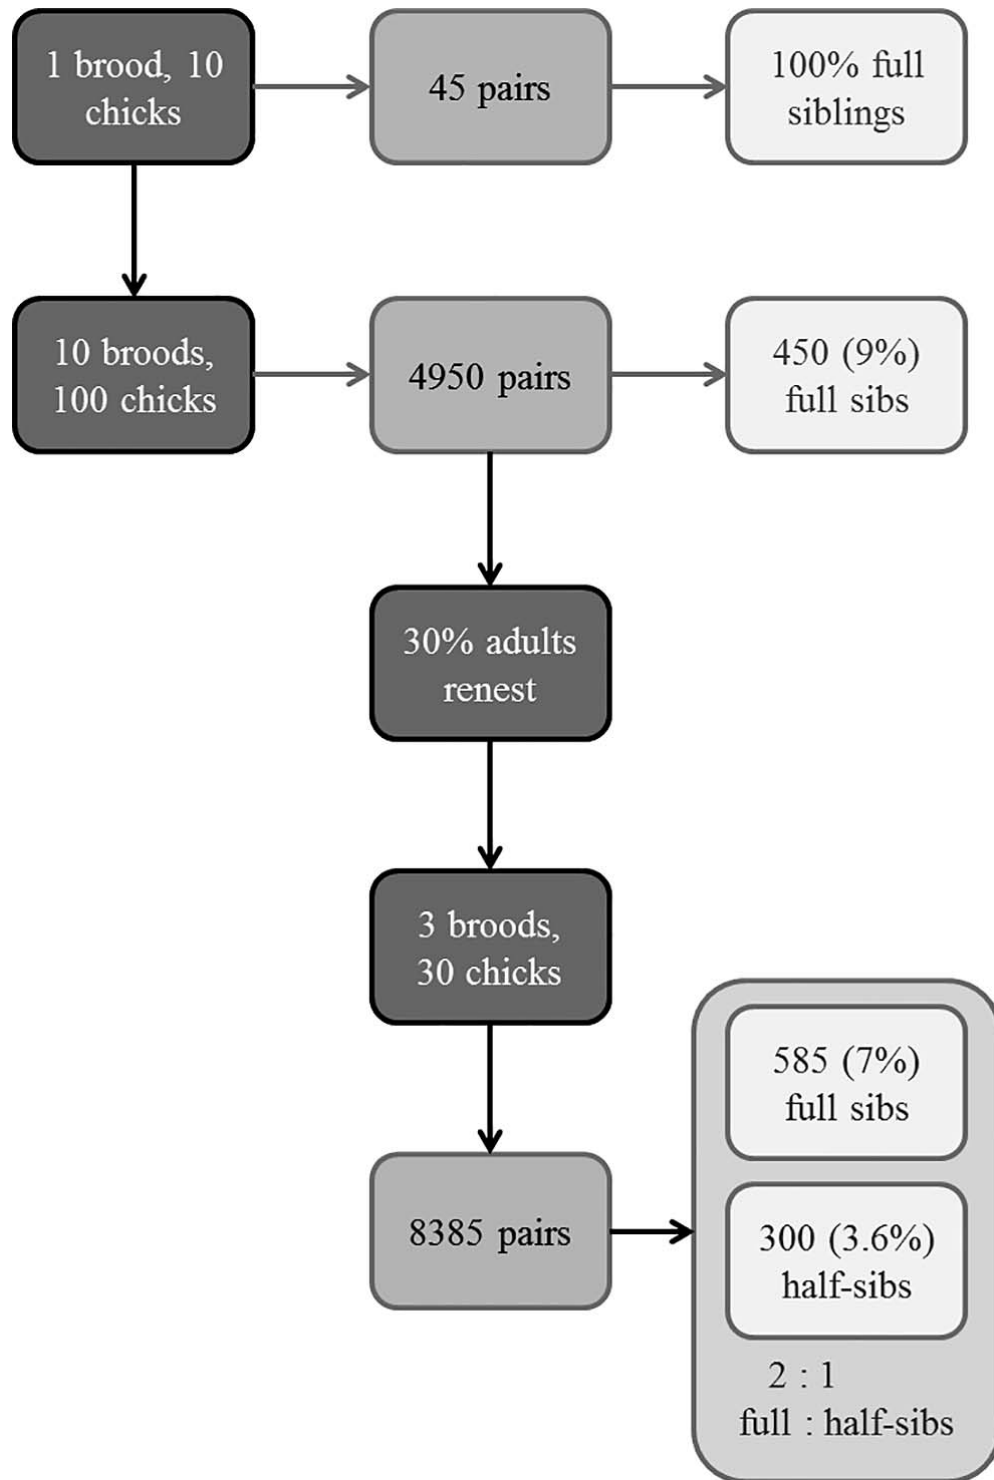 1 brood, 10
chicks
45 pairs
100% full
siblings
10 broods,
100 chicks
4950 pairs
450 (9%)
full sibs
30% adults
renest
3 broods,
30 chicks
8385 pairs
585 (7%)
full sibs
300 (3.6%)
half-sibs
2 : 1
full : half-sibs